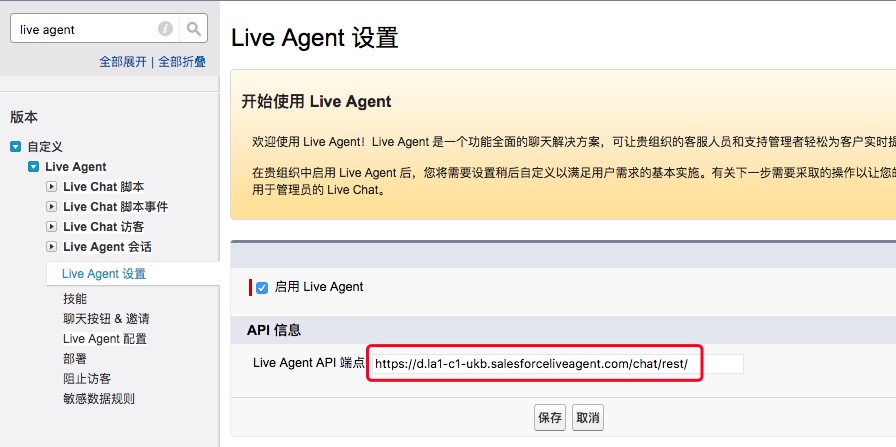 live agent
全部展开 | 全部折叠
版本
自定义
Live Agent
Live Chat 脚本
Live Chat 脚本事件
Live Chat 访客
Live Agent 会话
Live Agent 设置
技能
聊天按钮 & 邀请
Live Agent 配置
部署
阻止访客
敏感数据规则
Live Agent 设置
开始使用 Live Agent
欢迎使用 Live Agent！Live Agent 是一个功能全面的聊天解决方案，可让贵组织的客服人员和支持管理者轻松为客户实时提
在贵组织中启用 Live Agent 后，您将需要设置稍后自定义以满足用户需求的基本实施。有关下一步需要采取的操作以让您的
用于管理员的 Live Chat。
启用 Live Agent
API 信息
Live Agent API 端点 https://d.la1-c1-ukb.salesforceliveagent.com/chat/rest/
保存 取消